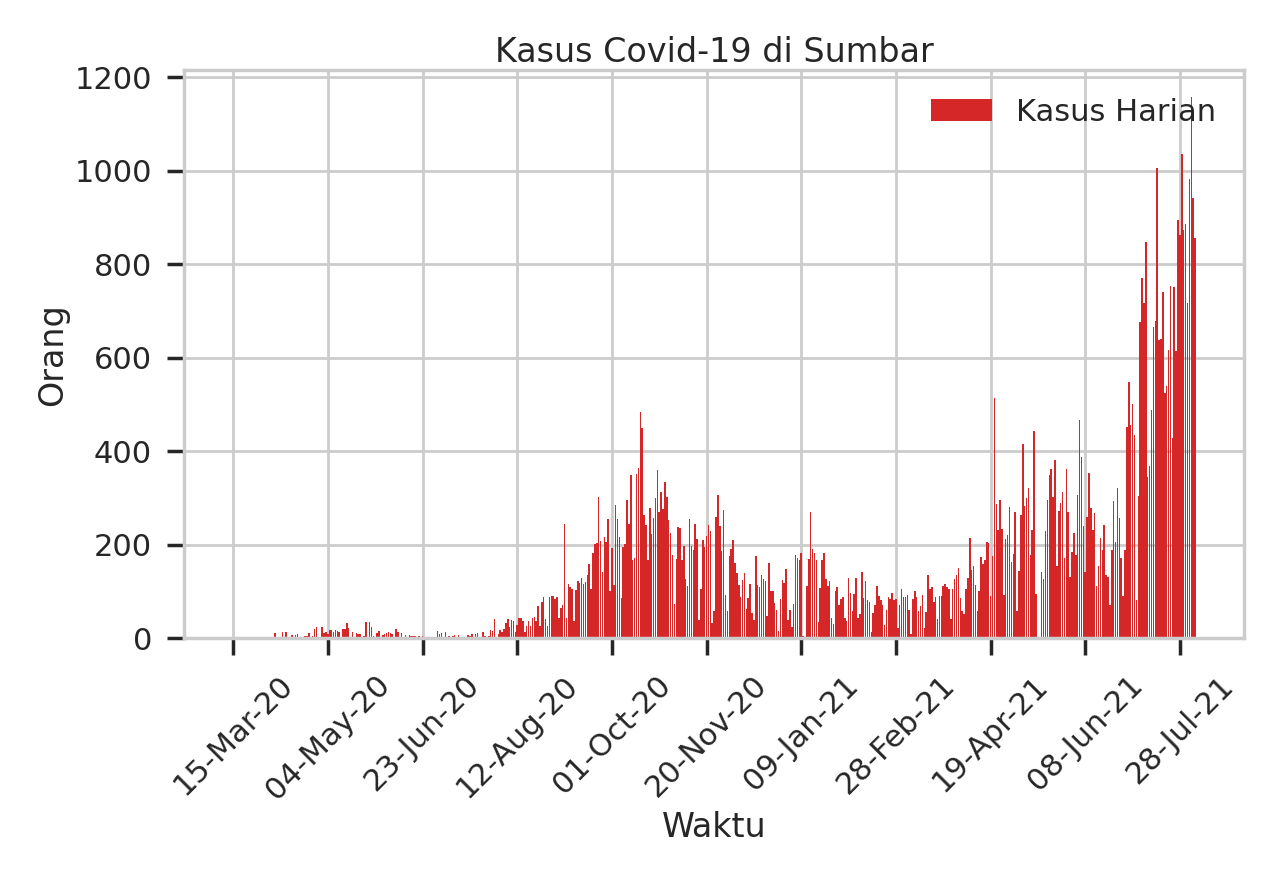 Kasus Covid-19 di Sumbar
Kasus Harian
Orang
1200
1000
800
600
400
200
0
15-Mar-20
04-May-20
23-Jun-20
12-Aug-20
01-Oct-20
20-Nov-20
09-Jan-21
28-Feb-21
19-Apr-21
08-Jun-21
28-Jul-21
Waktu